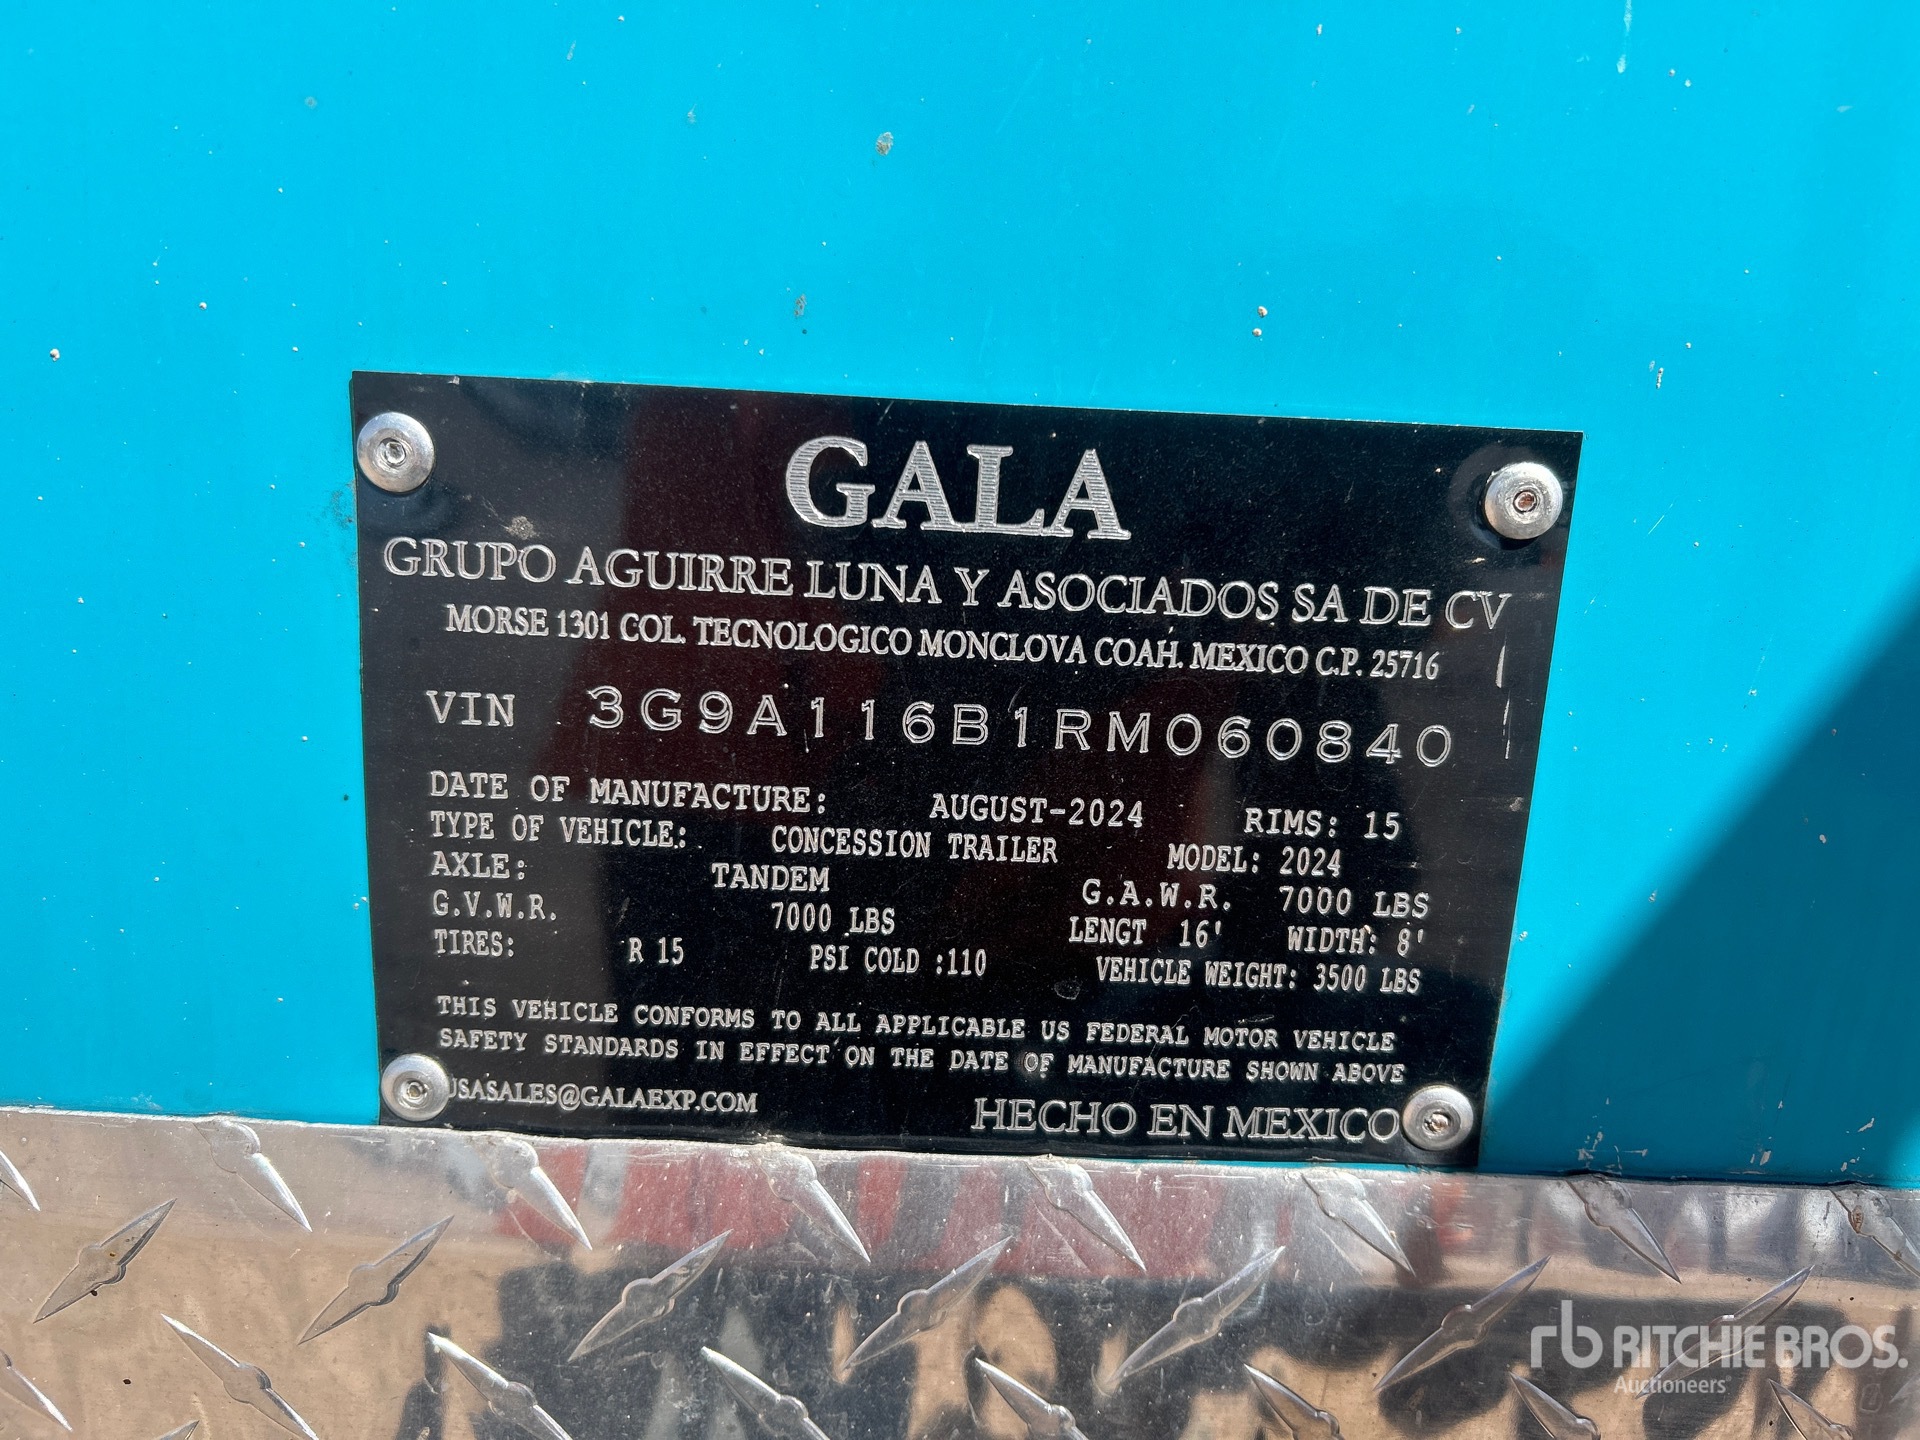 GALA
GRUPO AGUIRRE LUNA Y ASOCIADOS SA DE CV
MORSE 1301 COL. TECNOLOGICO MONCLOVA COAH. MEXICO C.P. 25716
VIN 3G9A116B1RM060840
DATE OF MANUFACTURE: AUGUST-2024 RIMS: 15
TYPE OF VEHICLE: CONCESSION TRAILER MODEL: 2024
AXLE: TANDEM G.A.W.R. 7000 LBS
G.V.W.R. 7000 LBS LENGT 16' WIDTH: 8'
TIRES: R 15 PSI COLD :110 VEHICLE WEIGHT: 3500 LBS
THIS VEHICLE CONFORMS TO ALL APPLICABLE US FEDERAL MOTOR VEHICLE
SAFETY STANDARDS IN EFFECT ON THE DATE OF MANUFACTURE SHOWN ABOVE
USASALES@GALAEXP.COM HECHO EN MEXICO
rb RITCHIE BROS.
Auctioneers